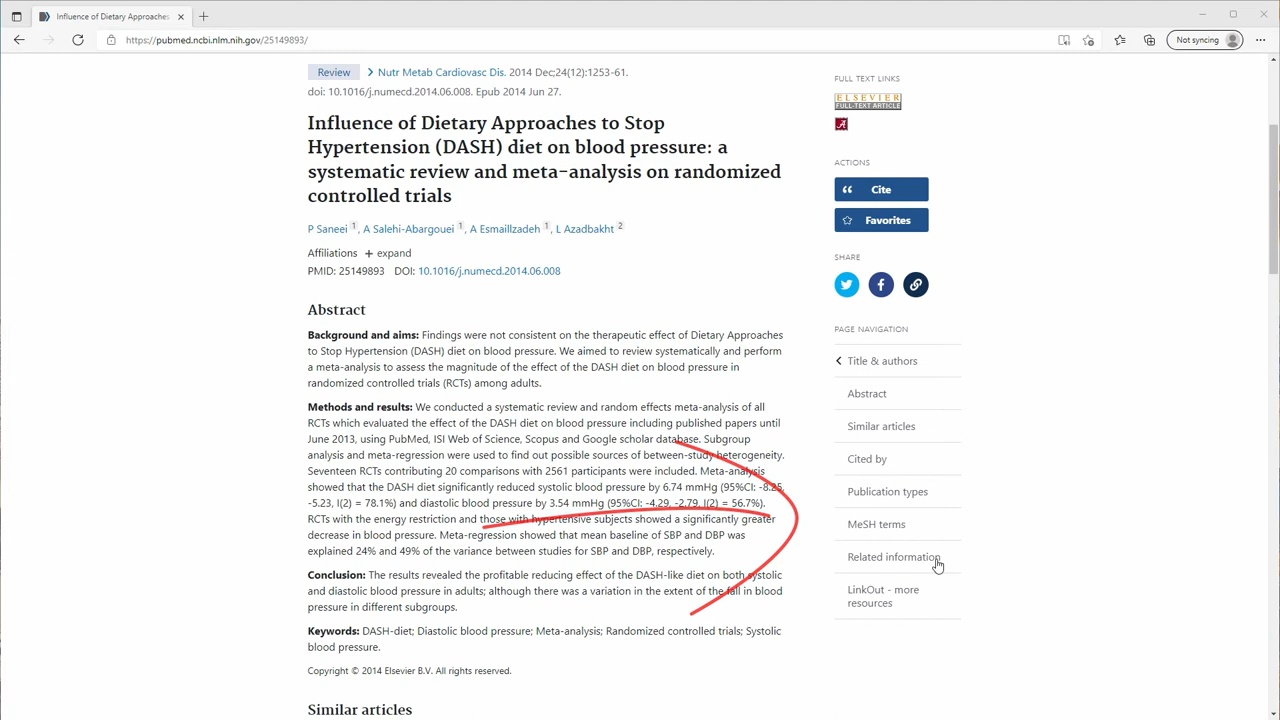 Influence of Dietary Approaches
https://pubmed.ncbi.nlm.nih.gov/25149893/
Not syncing
Review
Nutr Metab Cardiovasc Dis. 2014 Dec;24(12):1253-61.
doi: 10.1016/j.numecd.2014.06.008. Epub 2014 Jun 27.
Influence of Dietary Approaches to Stop
Hypertension (DASH) diet on blood pressure: a
systematic review and meta-analysis on randomized
controlled trials
P Saneei 1, A Salehi-Abargouei 1, A Esmaillzadeh 1, L Azadbakht 2
Affiliations + expand
PMID: 25149893 DOI: 10.1016/j.numecd.2014.06.008
Abstract
Background and aims: Findings were not consistent on the therapeutic effect of Dietary Approaches
to Stop Hypertension (DASH) diet on blood pressure. We aimed to review systematically and perform
a meta-analysis to assess the magnitude of the effect of the DASH diet on blood pressure in
randomized controlled trials (RCTs) among adults.
Methods and results: We conducted a systematic review and random effects meta-analysis of all
RCTs which evaluated the effect of the DASH diet on blood pressure including published papers until
June 2013, using PubMed, ISI Web of Science, Scopus and Google scholar database. Subgroup
analysis and meta-regression were used to find out possible sources of between-study heterogeneity.
Seventeen RCTs contributing 20 comparisons with 2561 participants were included. Meta-analysis
showed that the DASH diet significantly reduced systolic blood pressure by 6.74 mmHg (95%CI: -8.25,
-5.23, I(2) = 78.1%) and diastolic blood pressure by 3.54 mmHg (95%CI: -4.29, -2.79, I(2) = 56.7%).
RCTs with the energy restriction and those with hypertensive subjects showed a significantly greater
decrease in blood pressure. Meta-regression showed that mean baseline of SBP and DBP was
explained 24% and 49% of the variance between studies for SBP and DBP, respectively.
Conclusion: The results revealed the profitable reducing effect of the DASH-like diet on both systolic
and diastolic blood pressure in adults; although there was a variation in the extent of the fall in blood
pressure in different subgroups.
Keywords: DASH-diet; Diastolic blood pressure; Meta-analysis; Randomized controlled trials; Systolic
blood pressure.
Copyright © 2014 Elsevier B.V. All rights reserved.
Similar articles
FULL TEXT LINKS
ELSEVIER
FULL-TEXT ARTICLE
A
ACTIONS
Cite
Favorites
SHARE
PAGE NAVIGATION
Title & authors
Abstract
Similar articles
Cited by
Publication types
MeSH terms
Related information
LinkOut - more
resources